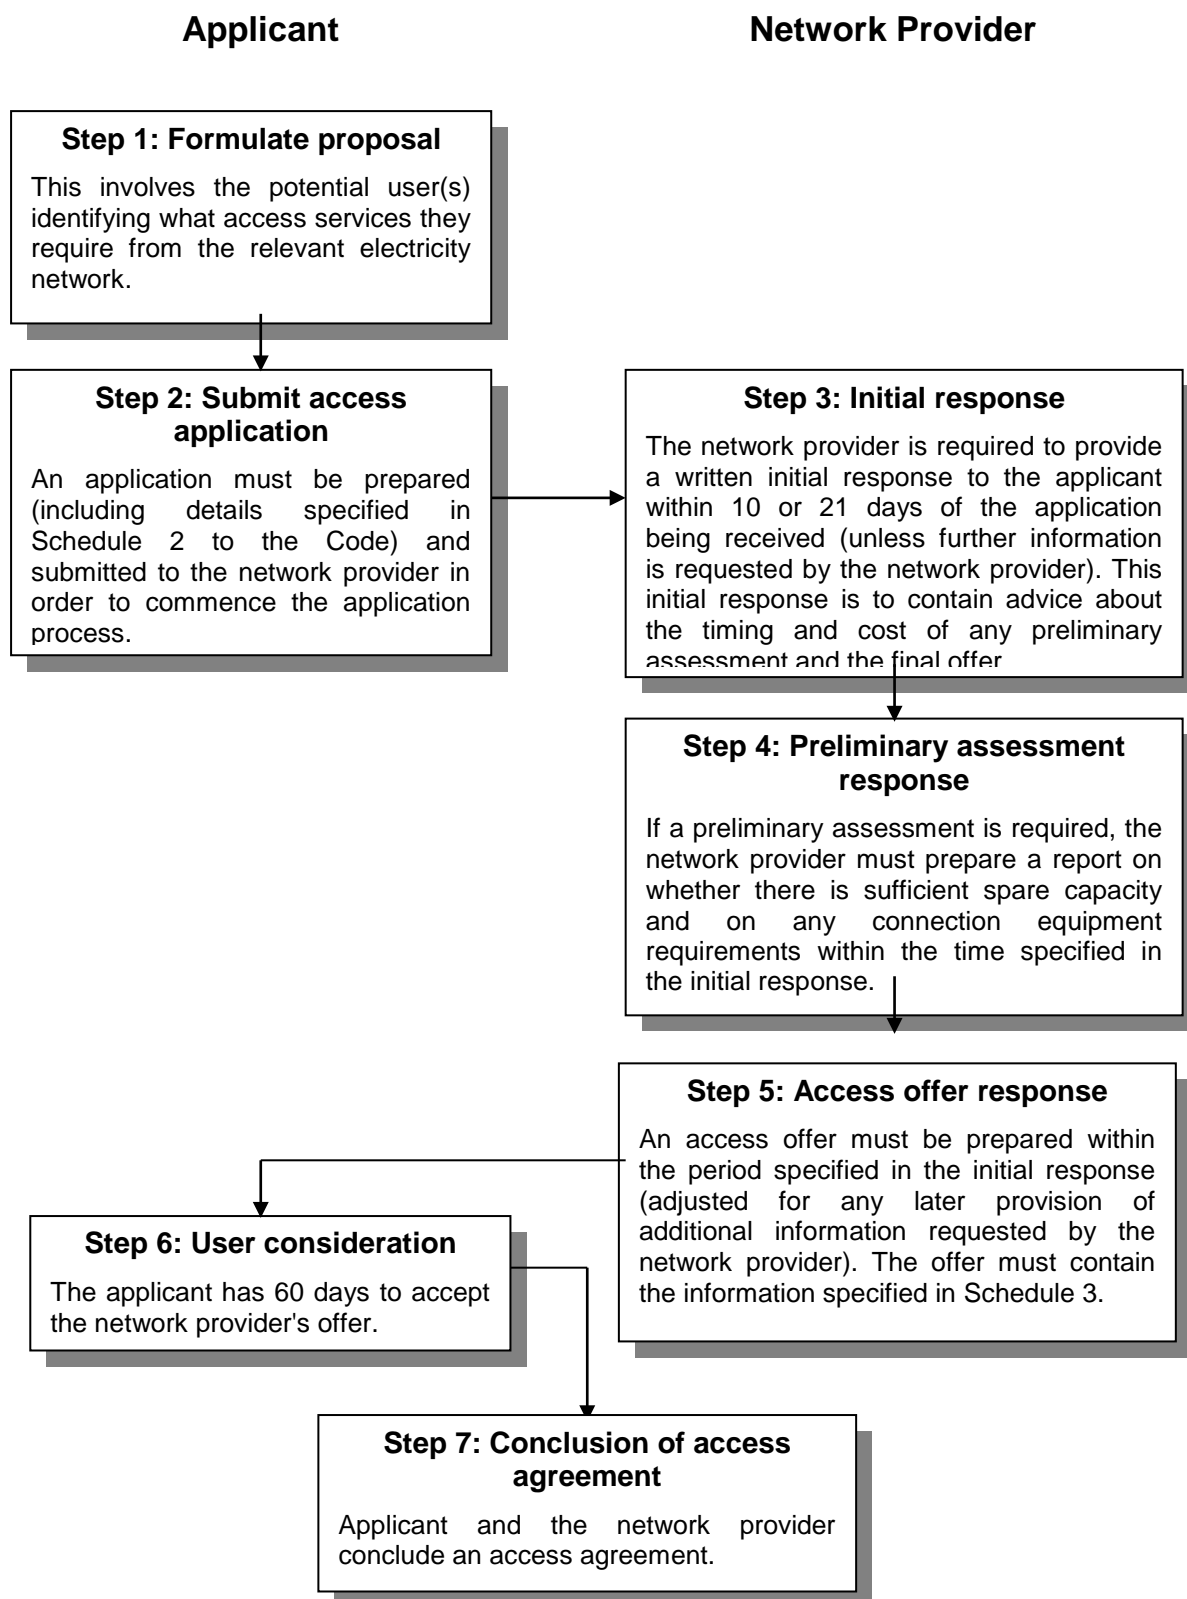 Applicant
Network Provider
Step 1: Formulate proposal
This involves the potential user(s)
identifying what access services they
require from the relevant electricity
network.
Step 2: Submit access
application
An application must be prepared
(including details specified in
Schedule 2 to the Code) and
submitted to the network provider in
order to commence the application
process.
Step 3: Initial response
The network provider is required to provide
a written initial response to the applicant
within 10 or 21 days of the application
being received (unless further information
is requested by the network provider). This
initial response is to contain advice about
the timing and cost of any preliminary
assessment and the final offer
Step 4: Preliminary assessment
response
If a preliminary assessment is required, the
network provider must prepare a report on
whether there is sufficient spare capacity
and on any connection equipment
requirements within the time specified in
the initial response.
Step 5: Access offer response
An access offer must be prepared within
the period specified in the initial response
(adjusted for any later provision of
additional information requested by the
network provider). The offer must contain
the information specified in Schedule 3.
Step 6: User consideration
The applicant has 60 days to accept
the network provider's offer.
Step 7: Conclusion of access
agreement
Applicant and the network provider
conclude an access agreement.